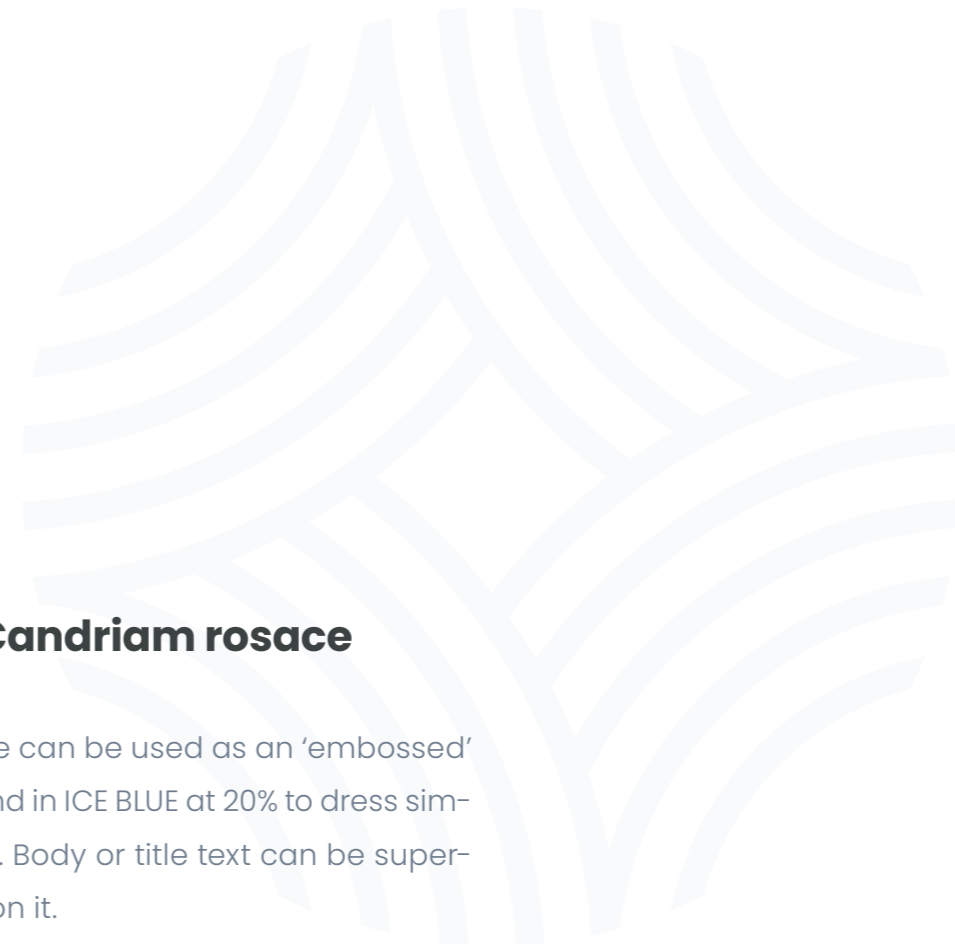 Candriam rosace
e can be used as an ‘embossed’
nd in ICE BLUE at 20% to dress sim-
. Body or title text can be super-
on it.